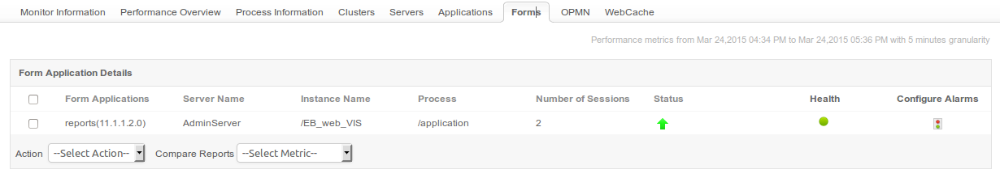 Monitor Information Performance Overview Process Information Clusters Servers Applications Forms OPMN WebCache
Performance metrics from Mar 24,2015 04:34 PM to Mar 24,2015 05:36 PM with 5 minutes granularity
Form Application Details
Form Applications Server Name Instance Name Process Number of Sessions Status Health Configure Alarms
reports(11.1.1.2.0) AdminServer /EB_web_VIS /application 2
Action --Select Action-- Compare Reports --Select Metric--